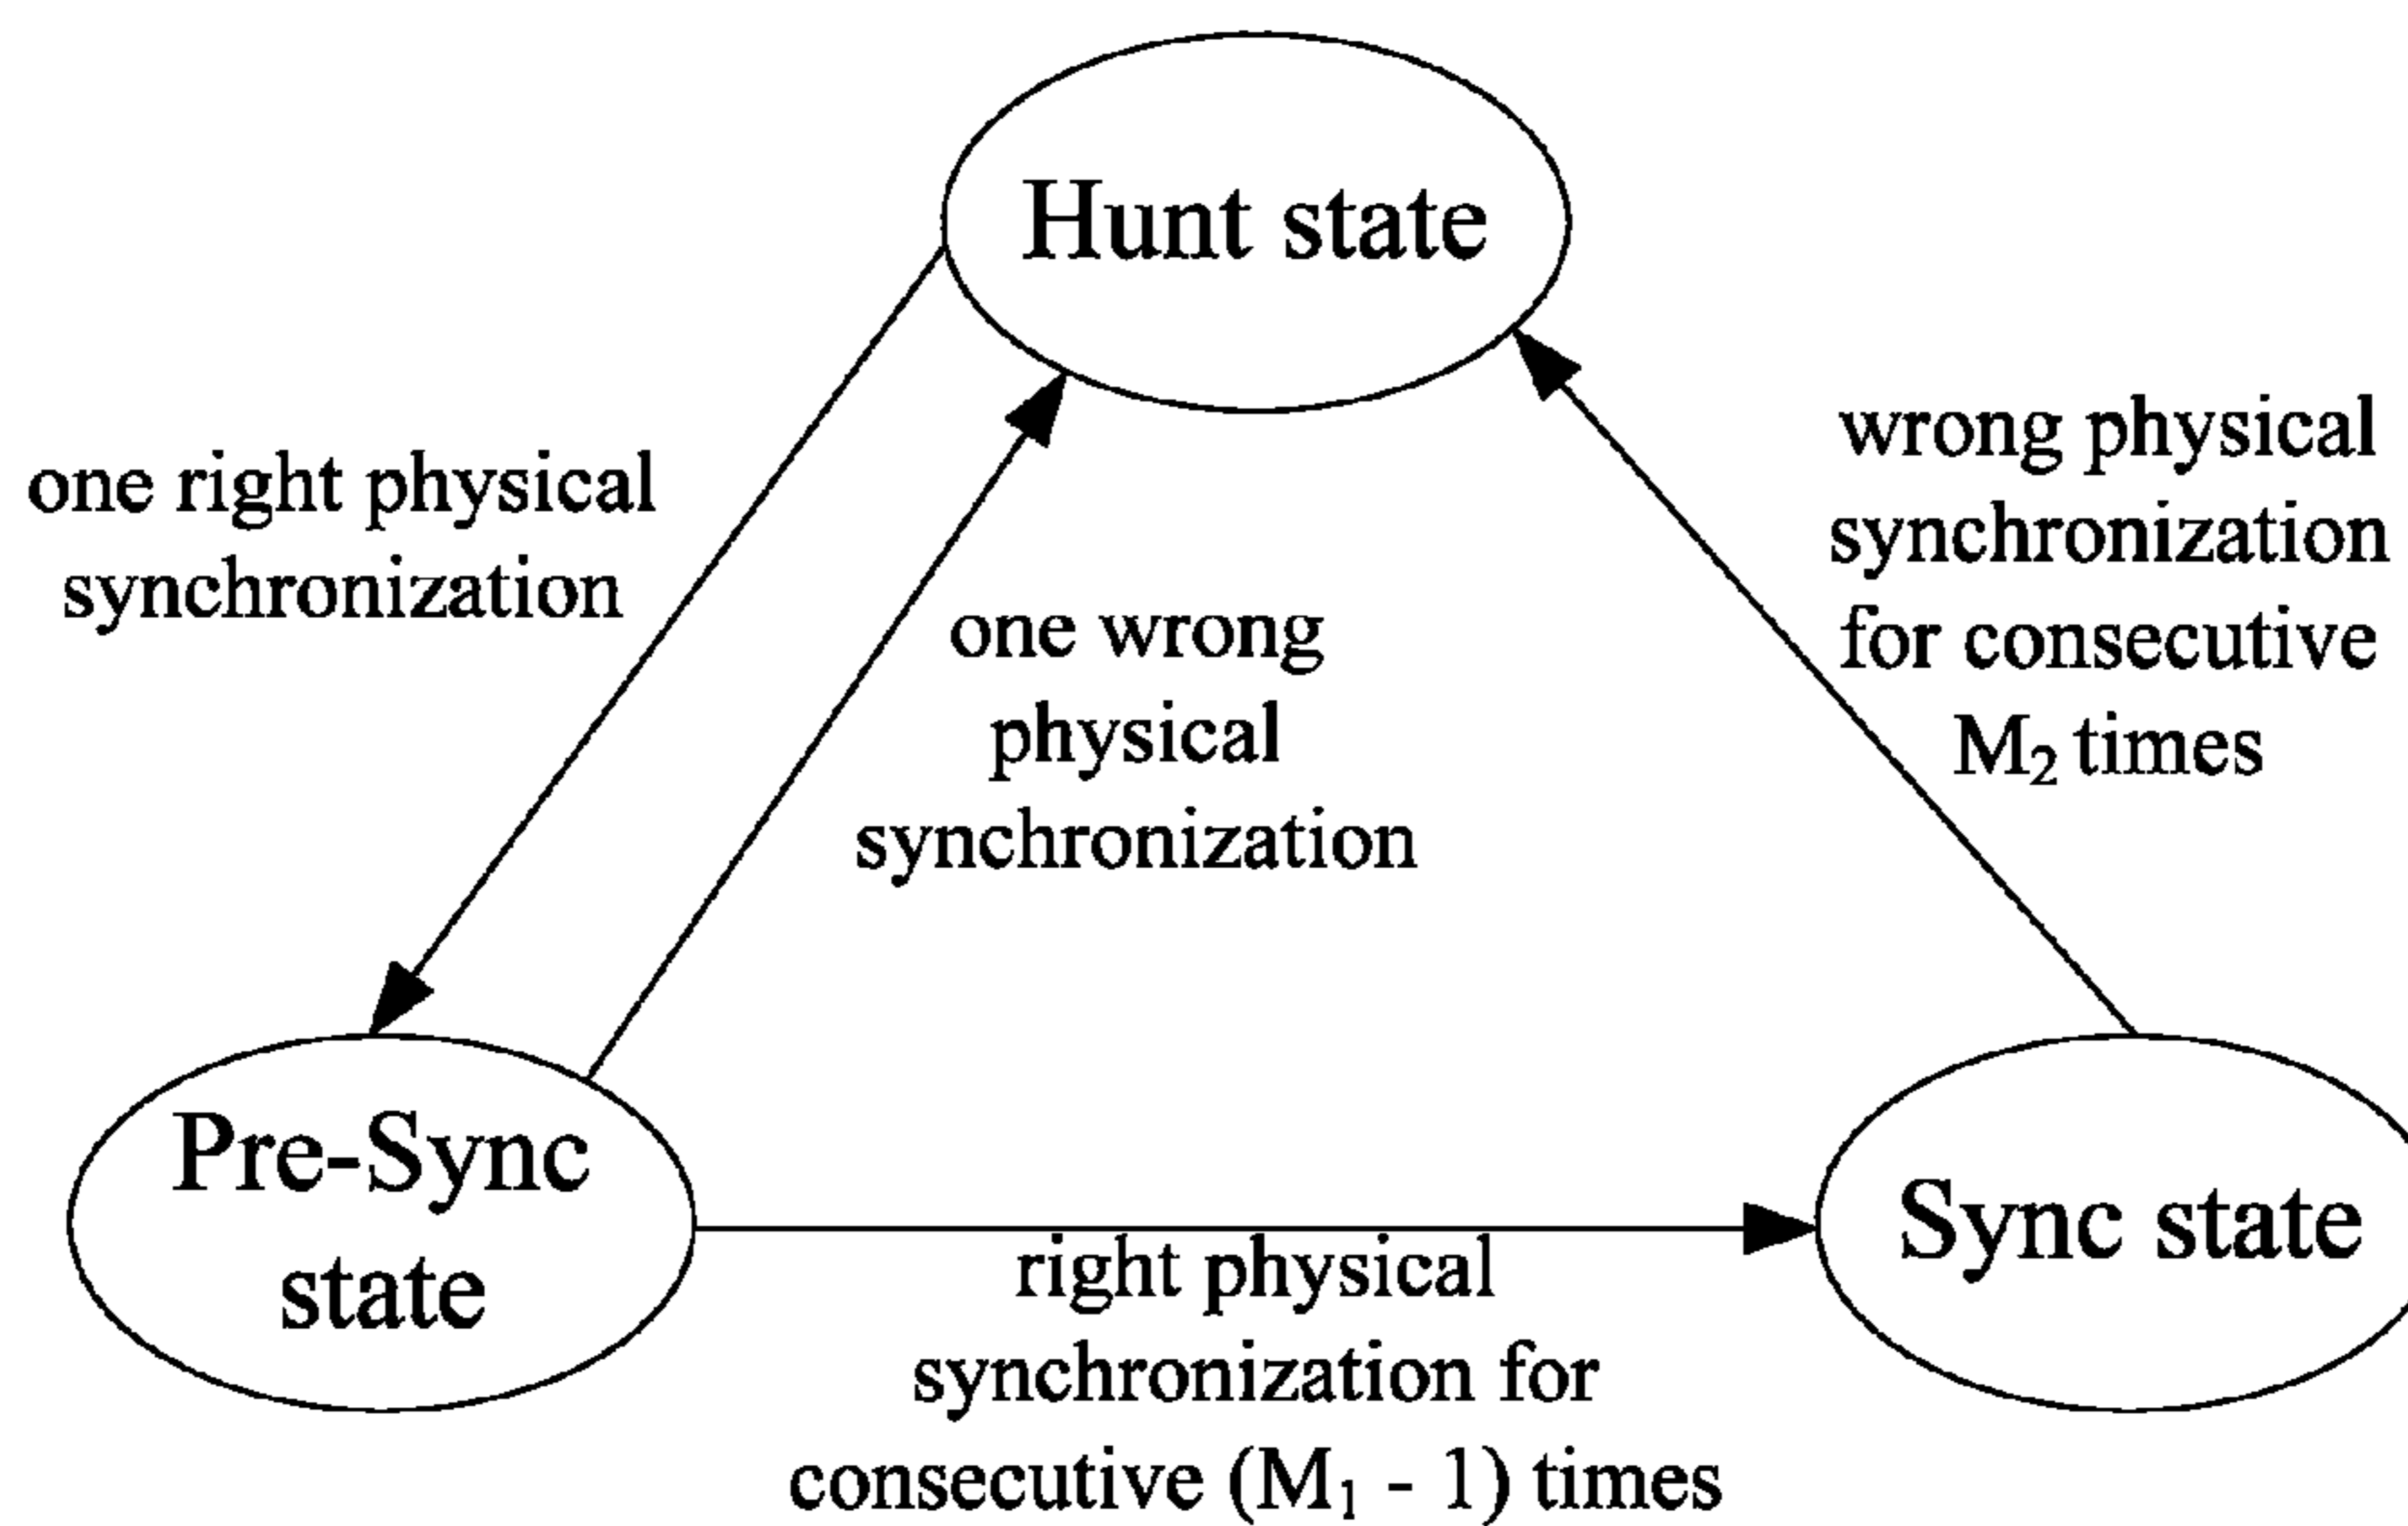 Hunt state
one right physical
synchronization
one wrong
physical
synchronization
wrong physical
synchronization
for consecutive
M₂ times
Pre-Sync
state
Sync state
right physical
synchronization for
consecutive (M₁ - 1) times